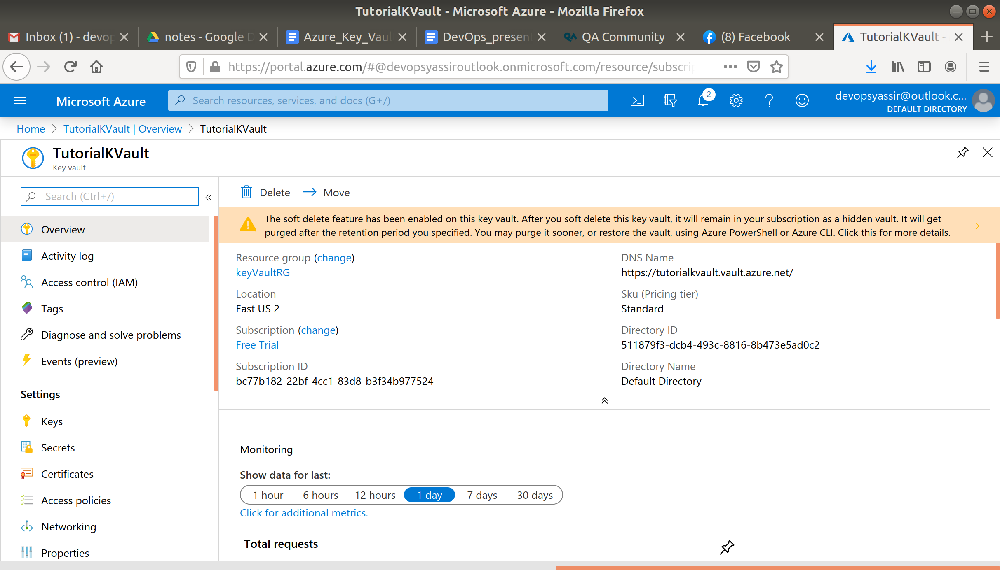 TutorialKVault - Microsoft Azure - Mozilla Firefox
Inbox (1) - devop
notes - Google D
Azure_Key_Vaul
DevOps_present
QA Community
(8) Facebook
TutorialKVault -
https://portal.azure.com/#@devopsyassiroutlook.onmicrosoft.com/resource/subscrip
Microsoft Azure
Search resources, services, and docs (G+/)
2
devopsyassir@outlook.c...
DEFAULT DIRECTORY
Home > TutorialKVault | Overview > TutorialKVault
TutorialKVault
Key vault
Search (Ctrl+/)
«
Overview
Activity log
Access control (IAM)
Tags
Diagnose and solve problems
Events (preview)
Settings
Keys
Secrets
Certificates
Access policies
Networking
Properties
Delete
Move
The soft delete feature has been enabled on this key vault. After you soft delete this key vault, it will remain in your subscription as a hidden vault. It will get
purged after the retention period you specified. You may purge it sooner, or restore the vault, using Azure PowerShell or Azure CLI. Click this for more details.
Resource group (change)
keyVaultRG
Location
East US 2
Subscription (change)
Free Trial
Subscription ID
bc77b182-22bf-4cc1-83d8-b3f34b977524
DNS Name
https://tutorialkvault.vault.azure.net/
Sku (Pricing tier)
Standard
Directory ID
511879f3-dcb4-493c-8816-8b473e5ad0c2
Directory Name
Default Directory
Monitoring
Show data for last:
1 hour 6 hours 12 hours 1 day 7 days 30 days
Click for additional metrics.
Total requests